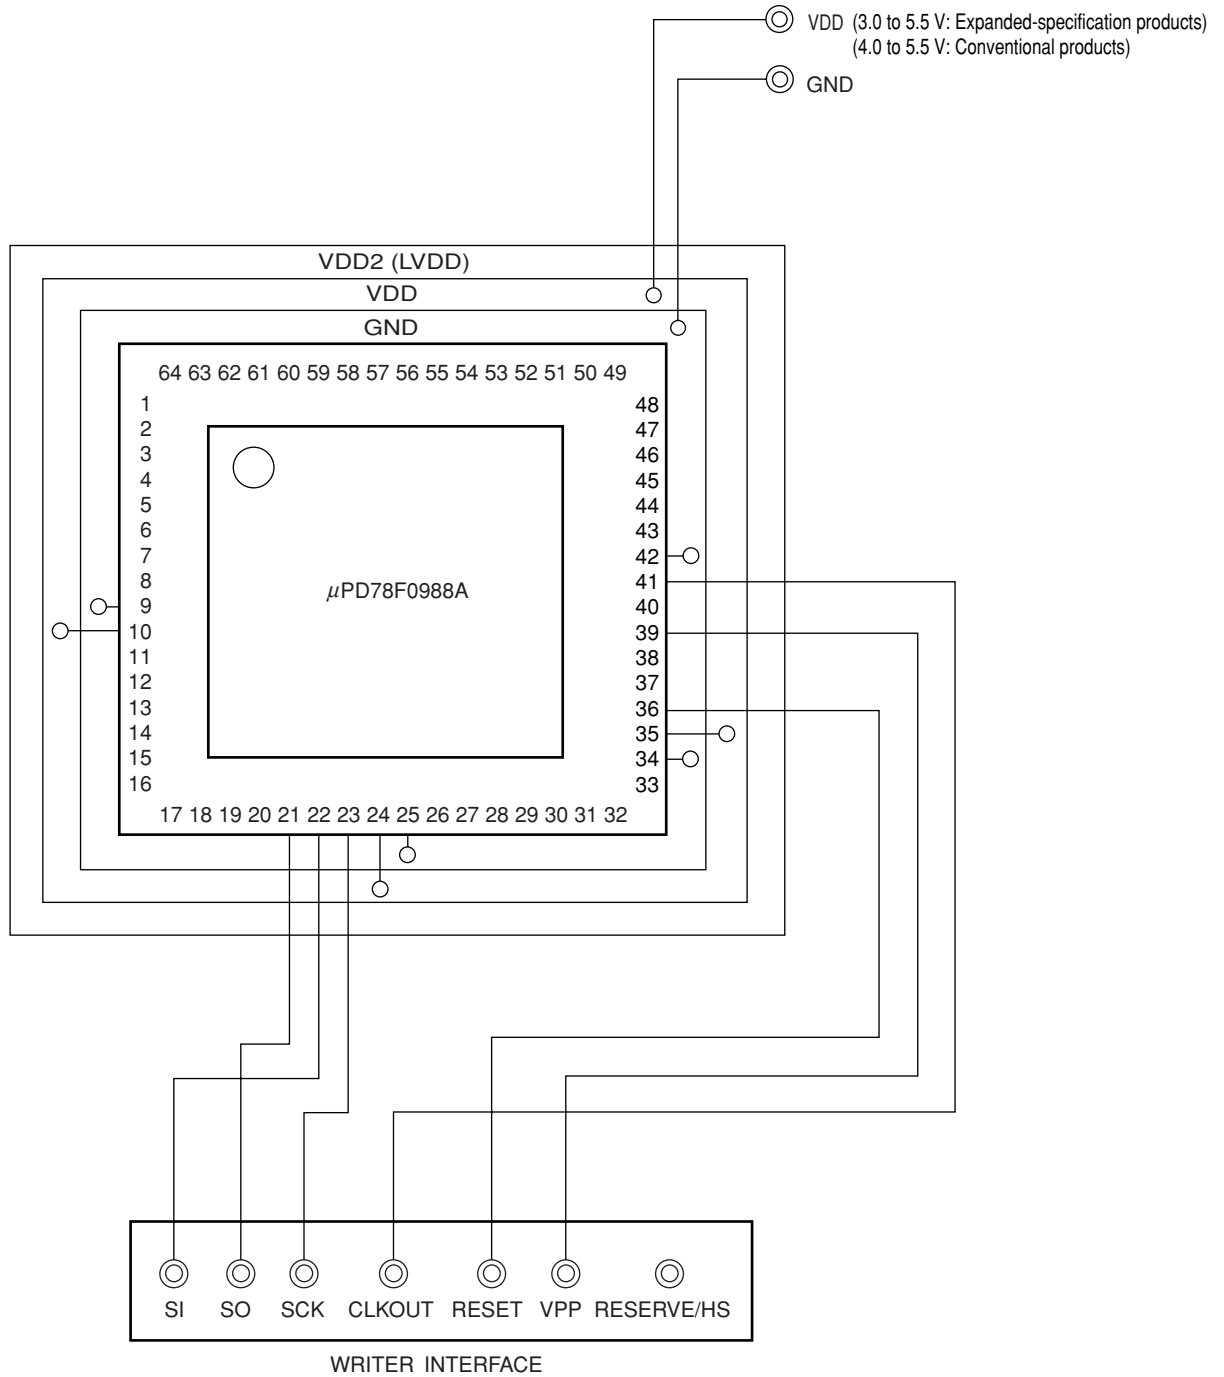 VDD (3.0 to 5.5 V: Expanded-specification products)
(4.0 to 5.5 V: Conventional products)
GND
VDD2 (LVDD)
VDD
GND
64 63 62 61 60 59 58 57 56 55 54 53 52 51 50 49
1
2
3
4
5
6
7
8
9
10
11
12
13
14
15
16
μPD78F0988A
48
47
46
45
44
43
42
41
40
39
38
37
36
35
34
33
17 18 19 20 21 22 23 24 25 26 27 28 29 30 31 32
SI SO SCK CLKOUT RESET VPP RESERVE/HS
WRITER INTERFACE